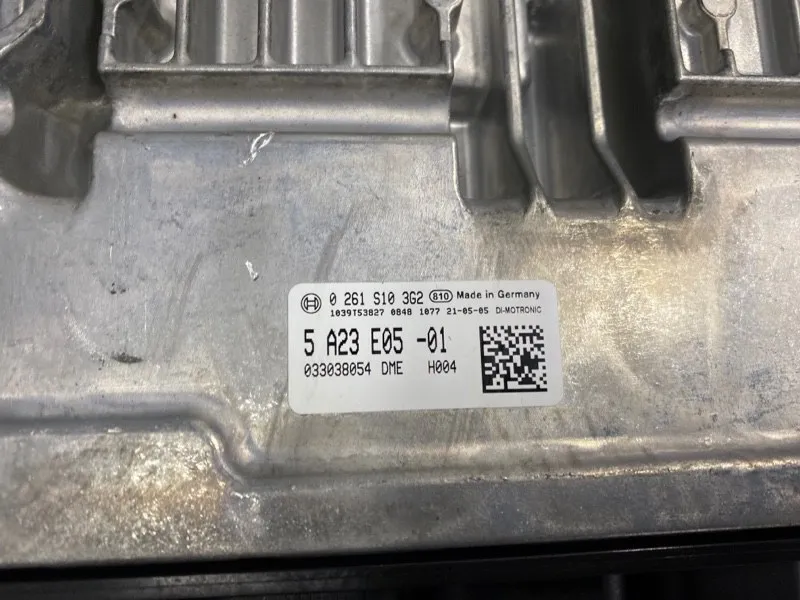 0 261 S10 3G2 810 Made in Germany
1039T53827 0848 1077 21-05-05 DI-MOTRONIC
5 A23 E05 -01
033038054 DME H004